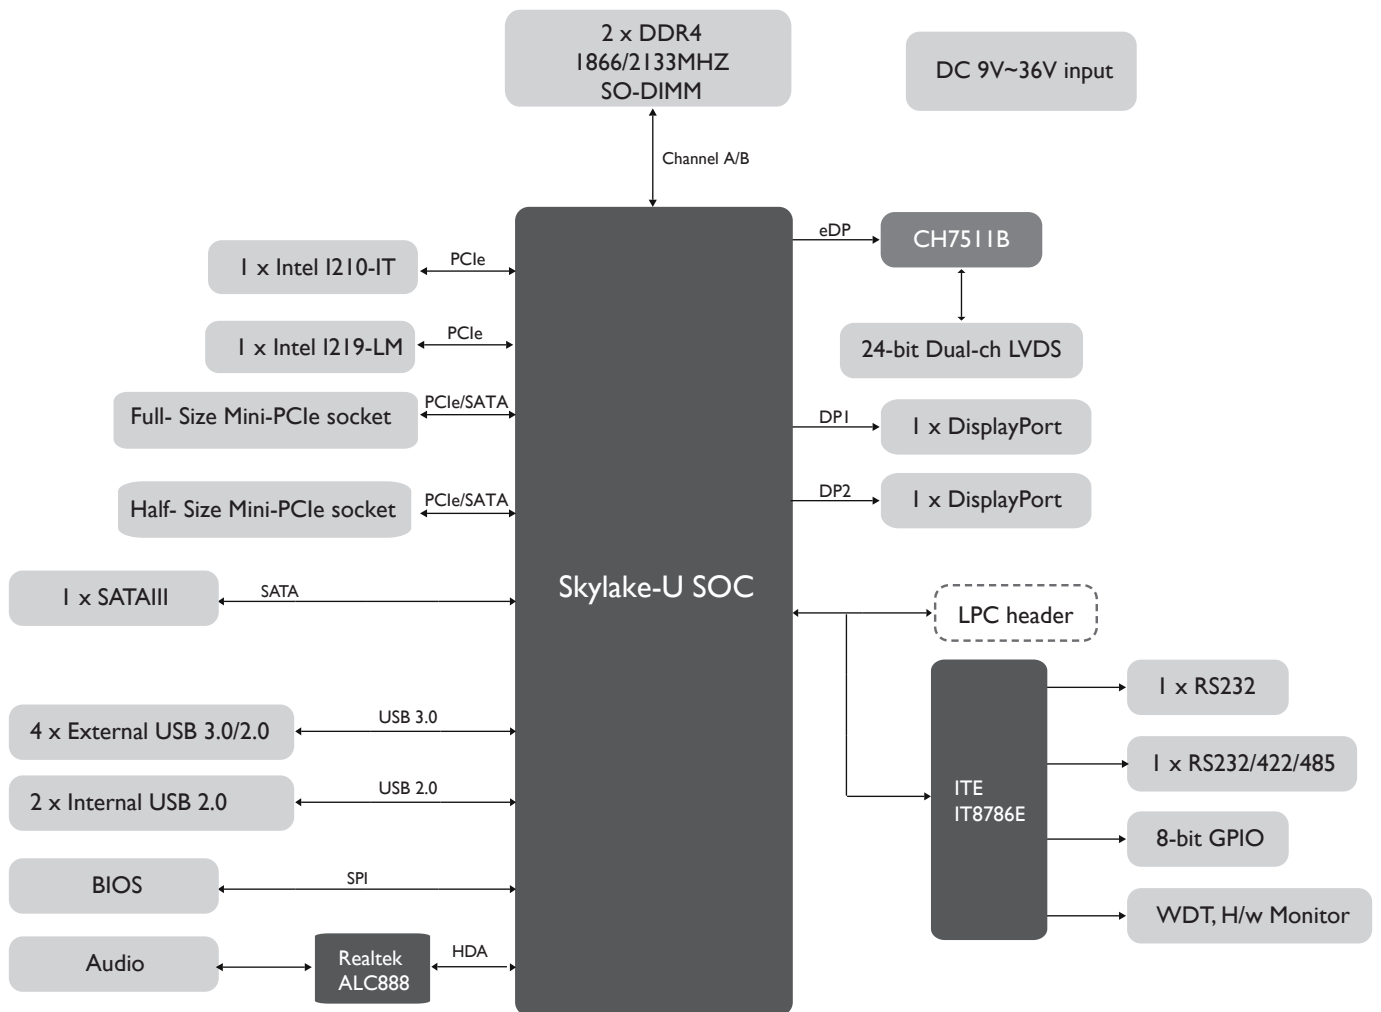 2 x DDR4
1866/2133MHZ
SO-DIMM
DC 9V~36V input
Channel A/B
eDP
CH7511B
1 x Intel I210-IT
PCIe
1 x Intel I219-LM
PCIe
24-bit Dual-ch LVDS
Full- Size Mini-PCIe socket
PCIe/SATA
DP1
1 x DisplayPort
Half- Size Mini-PCIe socket
PCIe/SATA
DP2
1 x DisplayPort
Skylake-U SOC
1 x SATAIII
SATA
LPC header
1 x RS232
4 x External USB 3.0/2.0
USB 3.0
1 x RS232/422/485
2 x Internal USB 2.0
USB 2.0
ITE
IT8786E
8-bit GPIO
BIOS
SPI
WDT, H/w Monitor
Audio
Realtek
ALC888
HDA